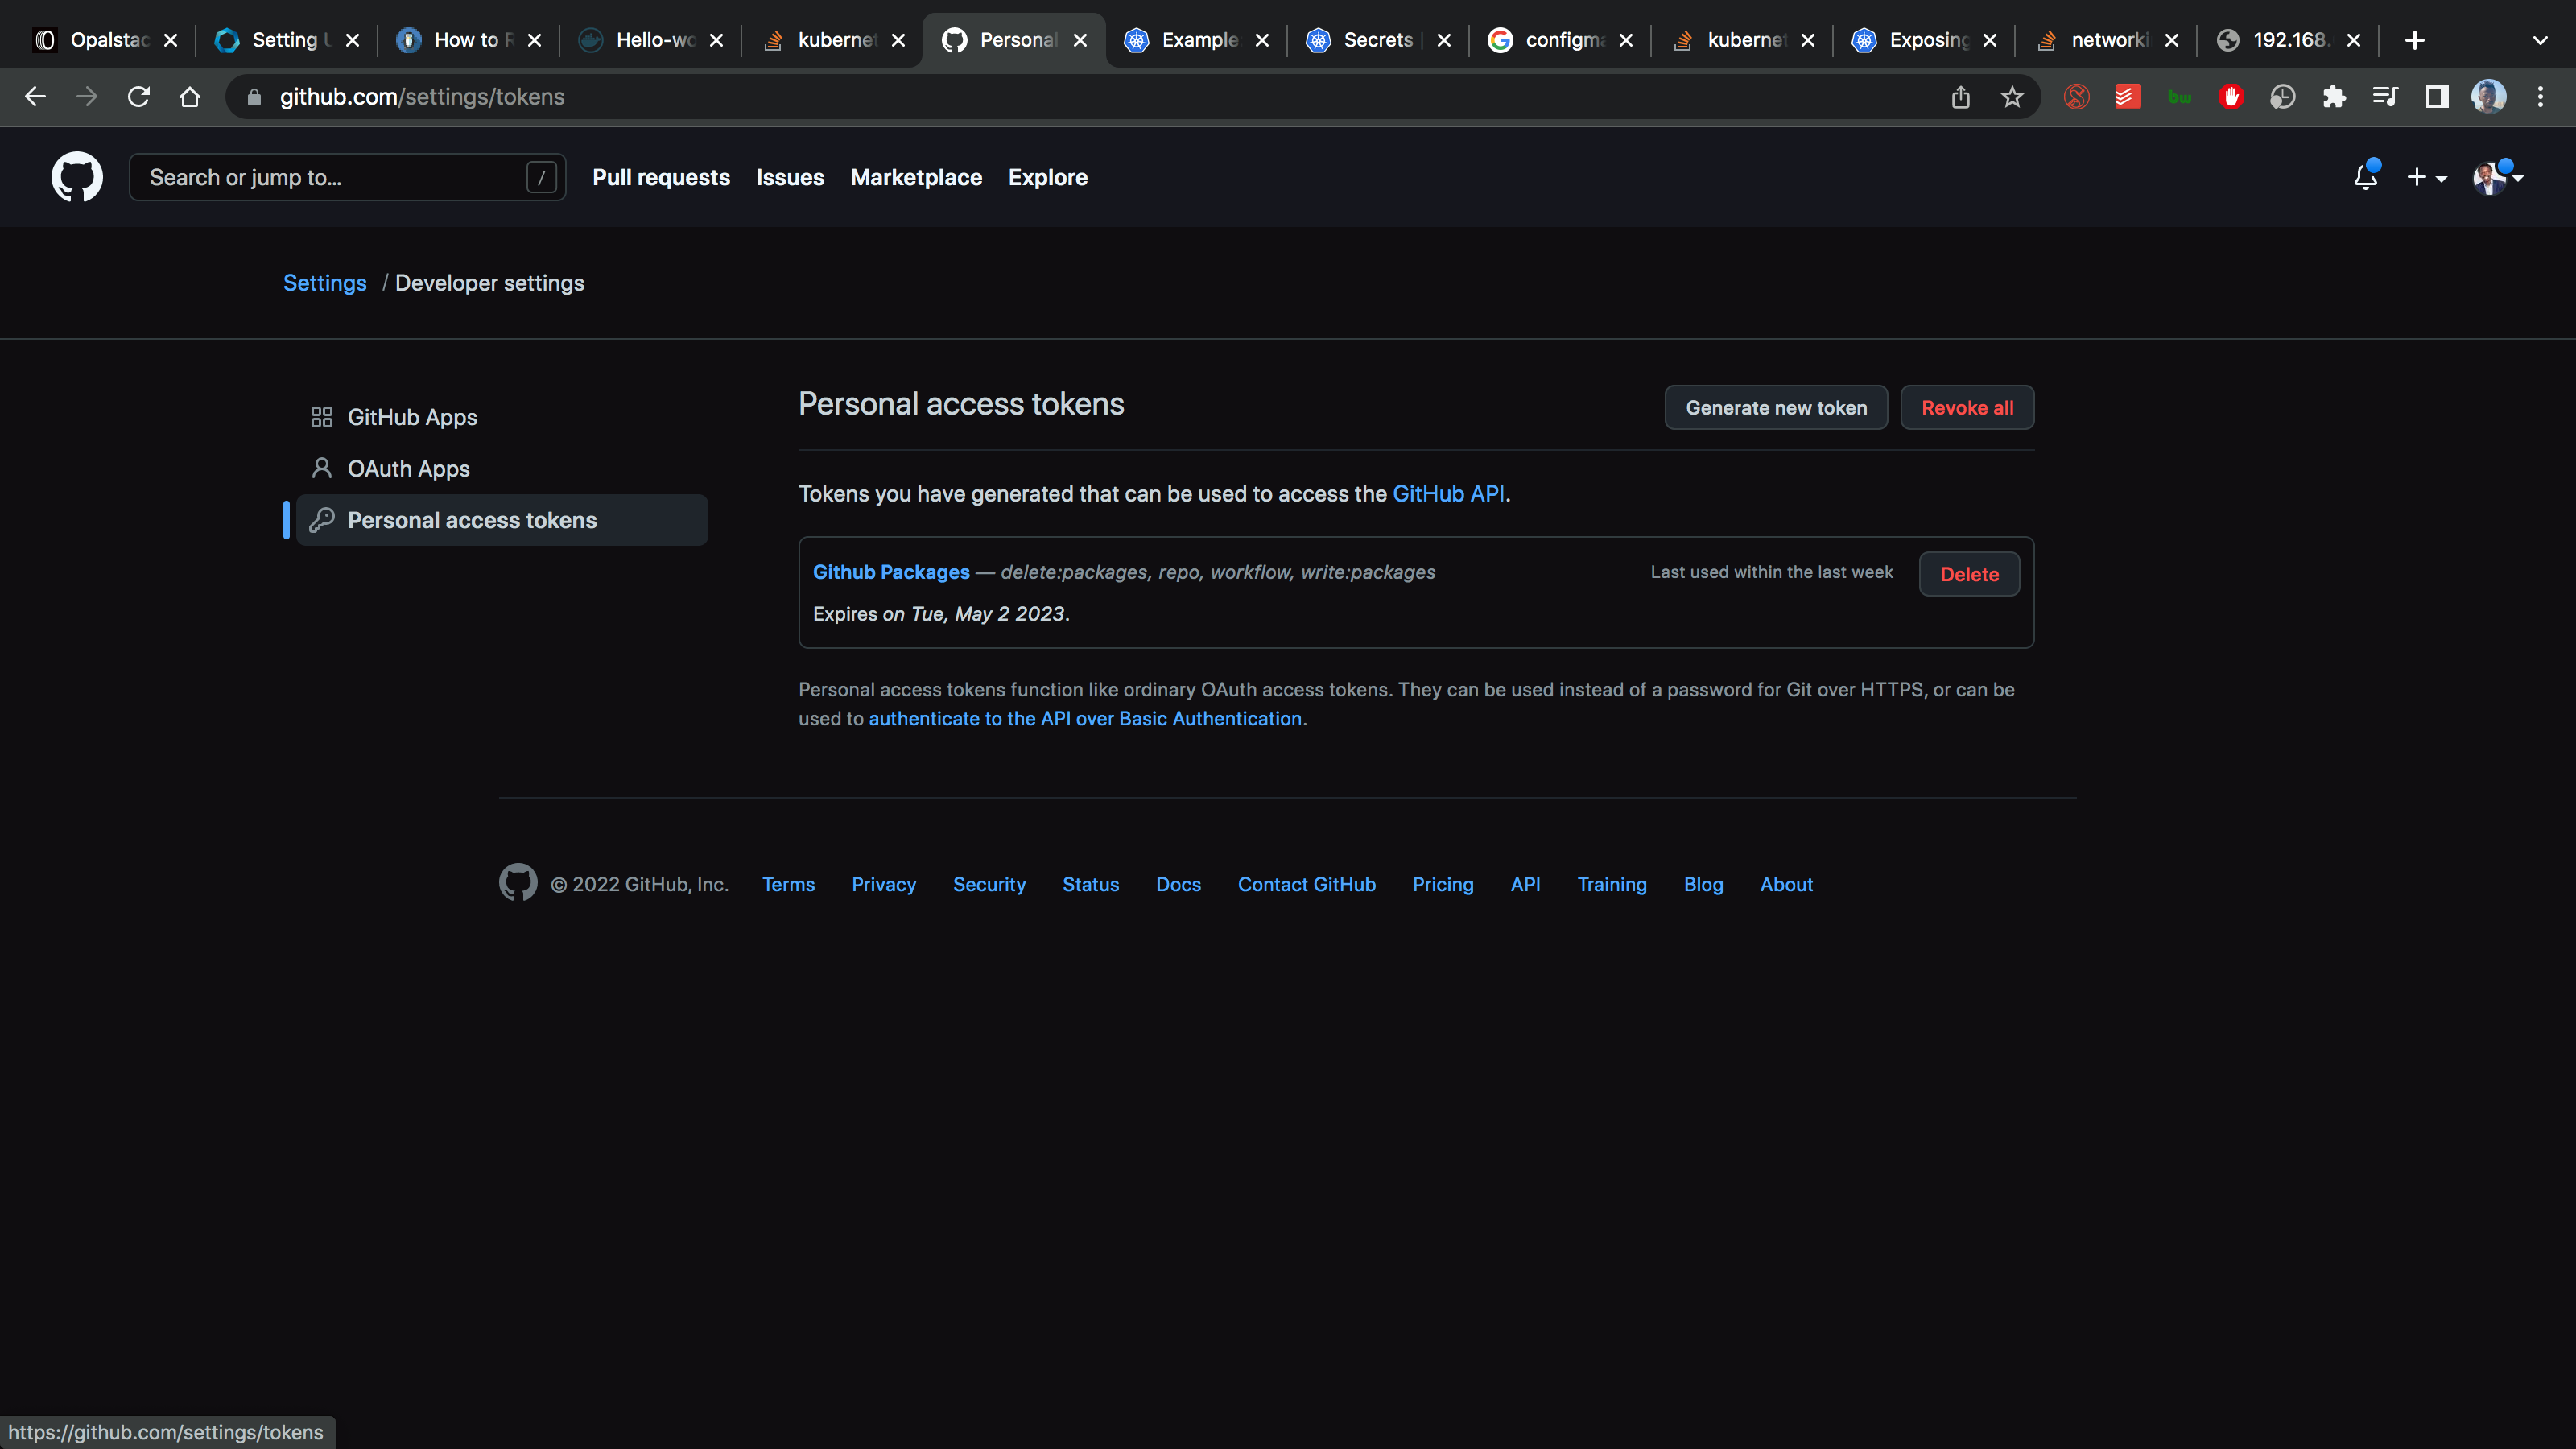 Opalstac
Setting U
How to R
Hello-wo
kubernet
Personal
Example
Secrets |
configma
kubernet
Exposing
networki
192.168.
github.com/settings/tokens
bw
Search or jump to...
/
Pull requests
Issues
Marketplace
Explore
Settings / Developer settings
GitHub Apps
OAuth Apps
Personal access tokens
Personal access tokens
Generate new token
Revoke all
Tokens you have generated that can be used to access the GitHub API.
Github Packages — delete:packages, repo, workflow, write:packages
Last used within the last week
Delete
Expires on Tue, May 2 2023.
Personal access tokens function like ordinary OAuth access tokens. They can be used instead of a password for Git over HTTPS, or can be
used to authenticate to the API over Basic Authentication.
© 2022 GitHub, Inc.
Terms
Privacy
Security
Status
Docs
Contact GitHub
Pricing
API
Training
Blog
About
https://github.com/settings/tokens